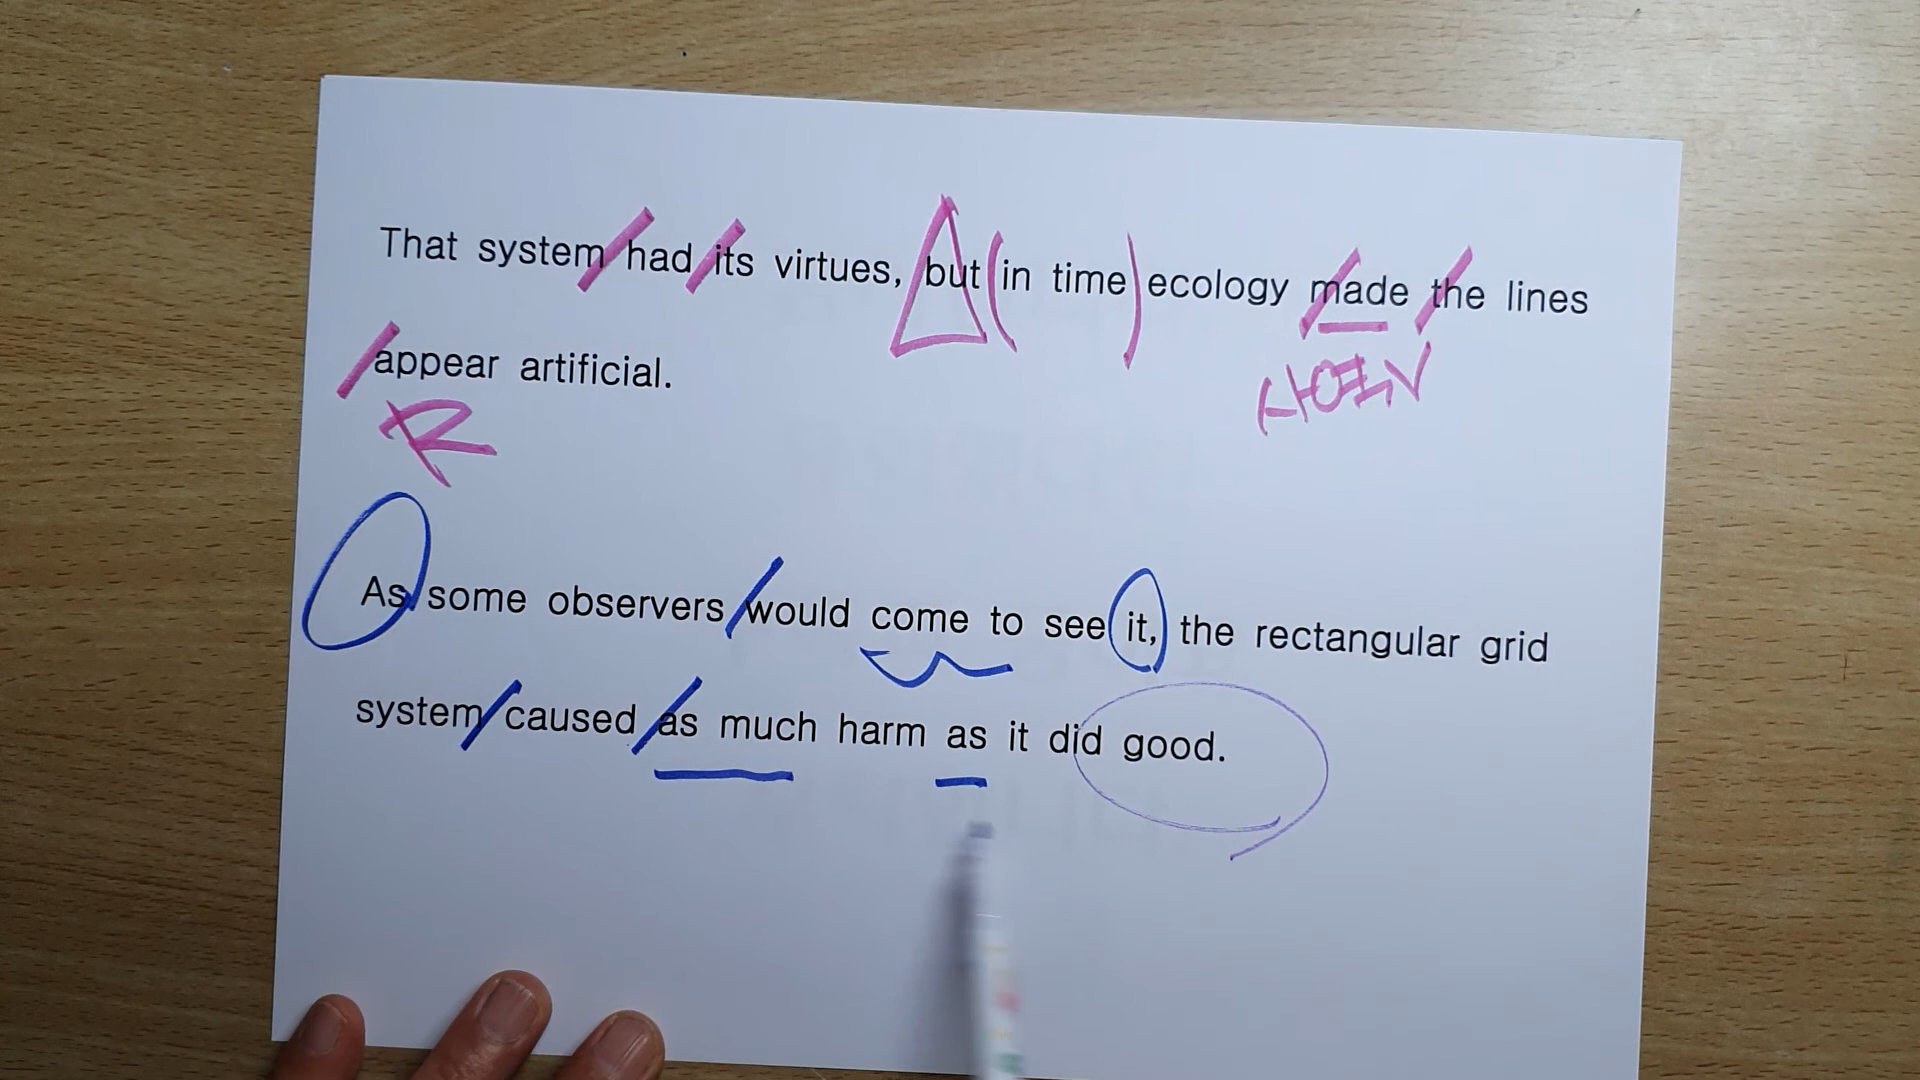 That system had its virtues, but in time ecology made the lines
appear artificial.
R
As some observers would come to see it, the rectangular grid
system caused as much harm as it did good.